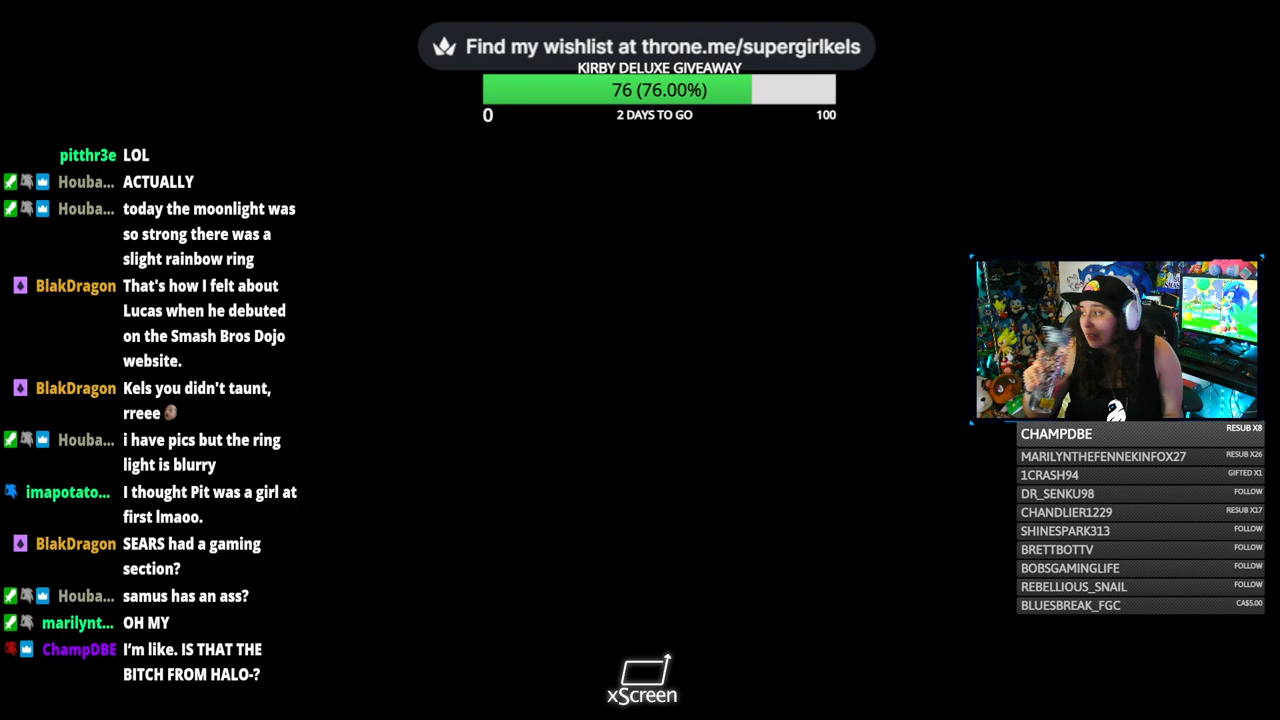 Find my wishlist at throne.me/supergirlkels
KIRBY DELUXE GIVEAWAY
76 (76.00%)
0
2 DAYS TO GO
100
pitthr3e LOL
Houba... ACTUALLY
Houba... today the moonlight was
so strong there was a
slight rainbow ring
BlakDragon That's how I felt about
Lucas when he debuted
on the Smash Bros Dojo
website.
BlakDragon Kels you didn't taunt,
rreee
Houba... i have pics but the ring
light is blurry
imapotato... I thought Pit was a girl at
first lmaoo.
BlakDragon SEARS had a gaming
section?
Houba... samus has an ass?
marilynt... OH MY
ChampDBE I'm like. IS THAT THE
BITCH FROM HALO-?
CHAMPDBE RESUB X8
MARILYNTHEFENNEKINFOX27 RESUB X26
1CRASH94 GIFTED X1
DR_SENKU98 FOLLOW
CHANDLIER1229 RESUB X17
SHINESPARK313 FOLLOW
BRETTBOTTV FOLLOW
BOBSGAMINGLIFE FOLLOW
REBELLIOUS_SNAIL FOLLOW
BLUESBREAK_FGC CA$5.00
xScreen